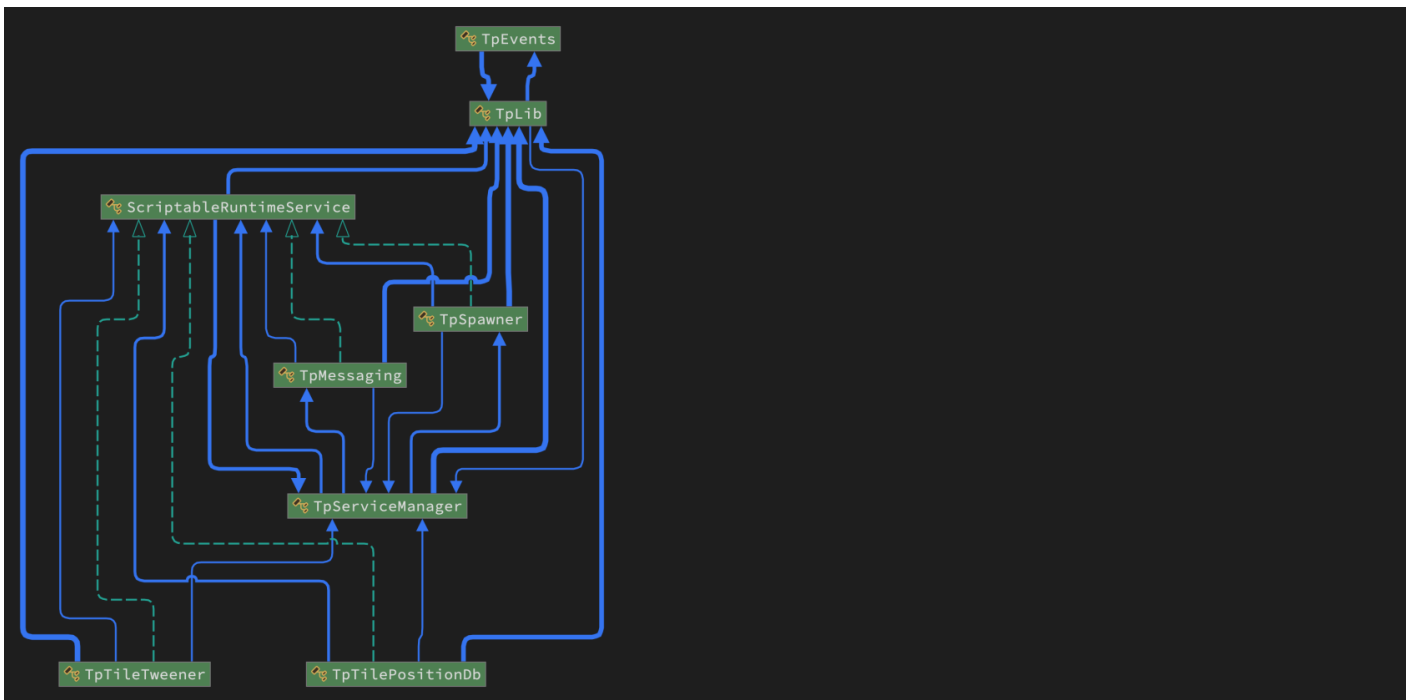 TpEvents
TpLib
ScriptableRuntimeService
TpSpawner
TpMessaging
TpServiceManager
TpTileTweener
TpTilePositionDb